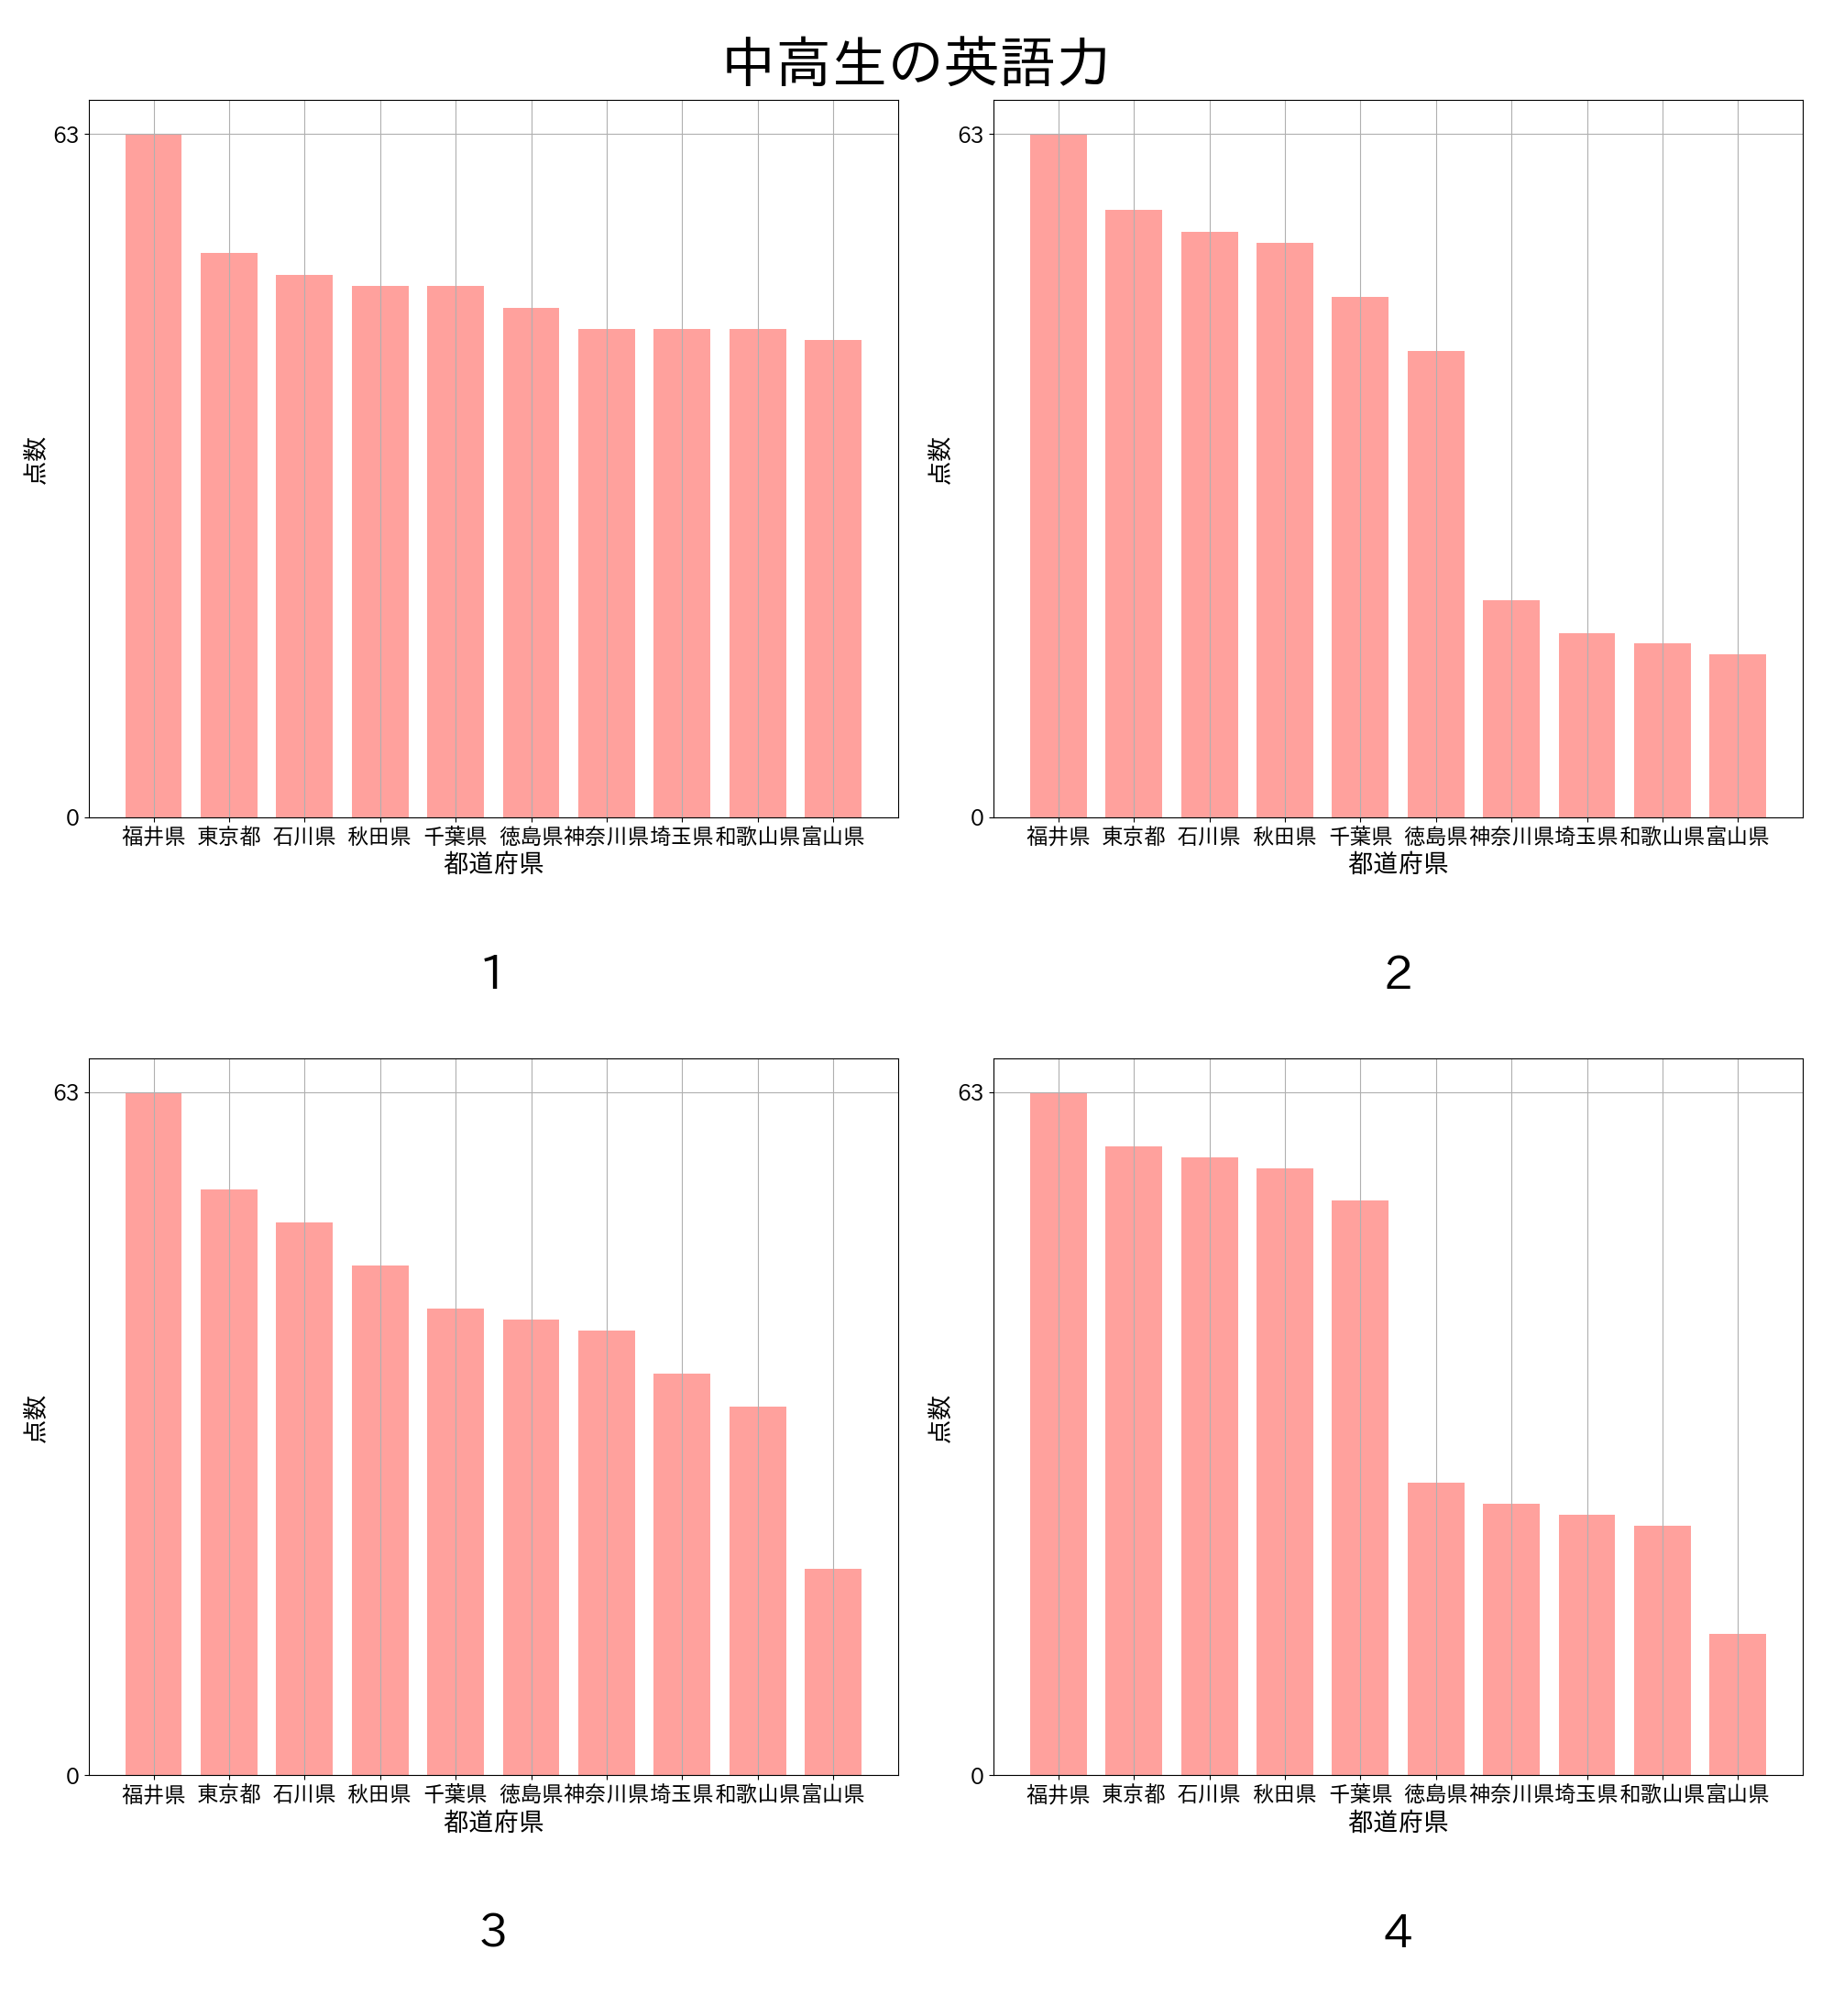 中高生の英語力
63
点数
0
福井県 東京都 石川県 秋田県 千葉県 徳島県 神奈川県 埼玉県 和歌山県 富山県
都道府県
1
63
点数
0
福井県 東京都 石川県 秋田県 千葉県 徳島県 神奈川県 埼玉県 和歌山県 富山県
都道府県
2
63
点数
0
福井県 東京都 石川県 秋田県 千葉県 徳島県 神奈川県 埼玉県 和歌山県 富山県
都道府県
3
63
点数
0
福井県 東京都 石川県 秋田県 千葉県 徳島県 神奈川県 埼玉県 和歌山県 富山県
都道府県
4